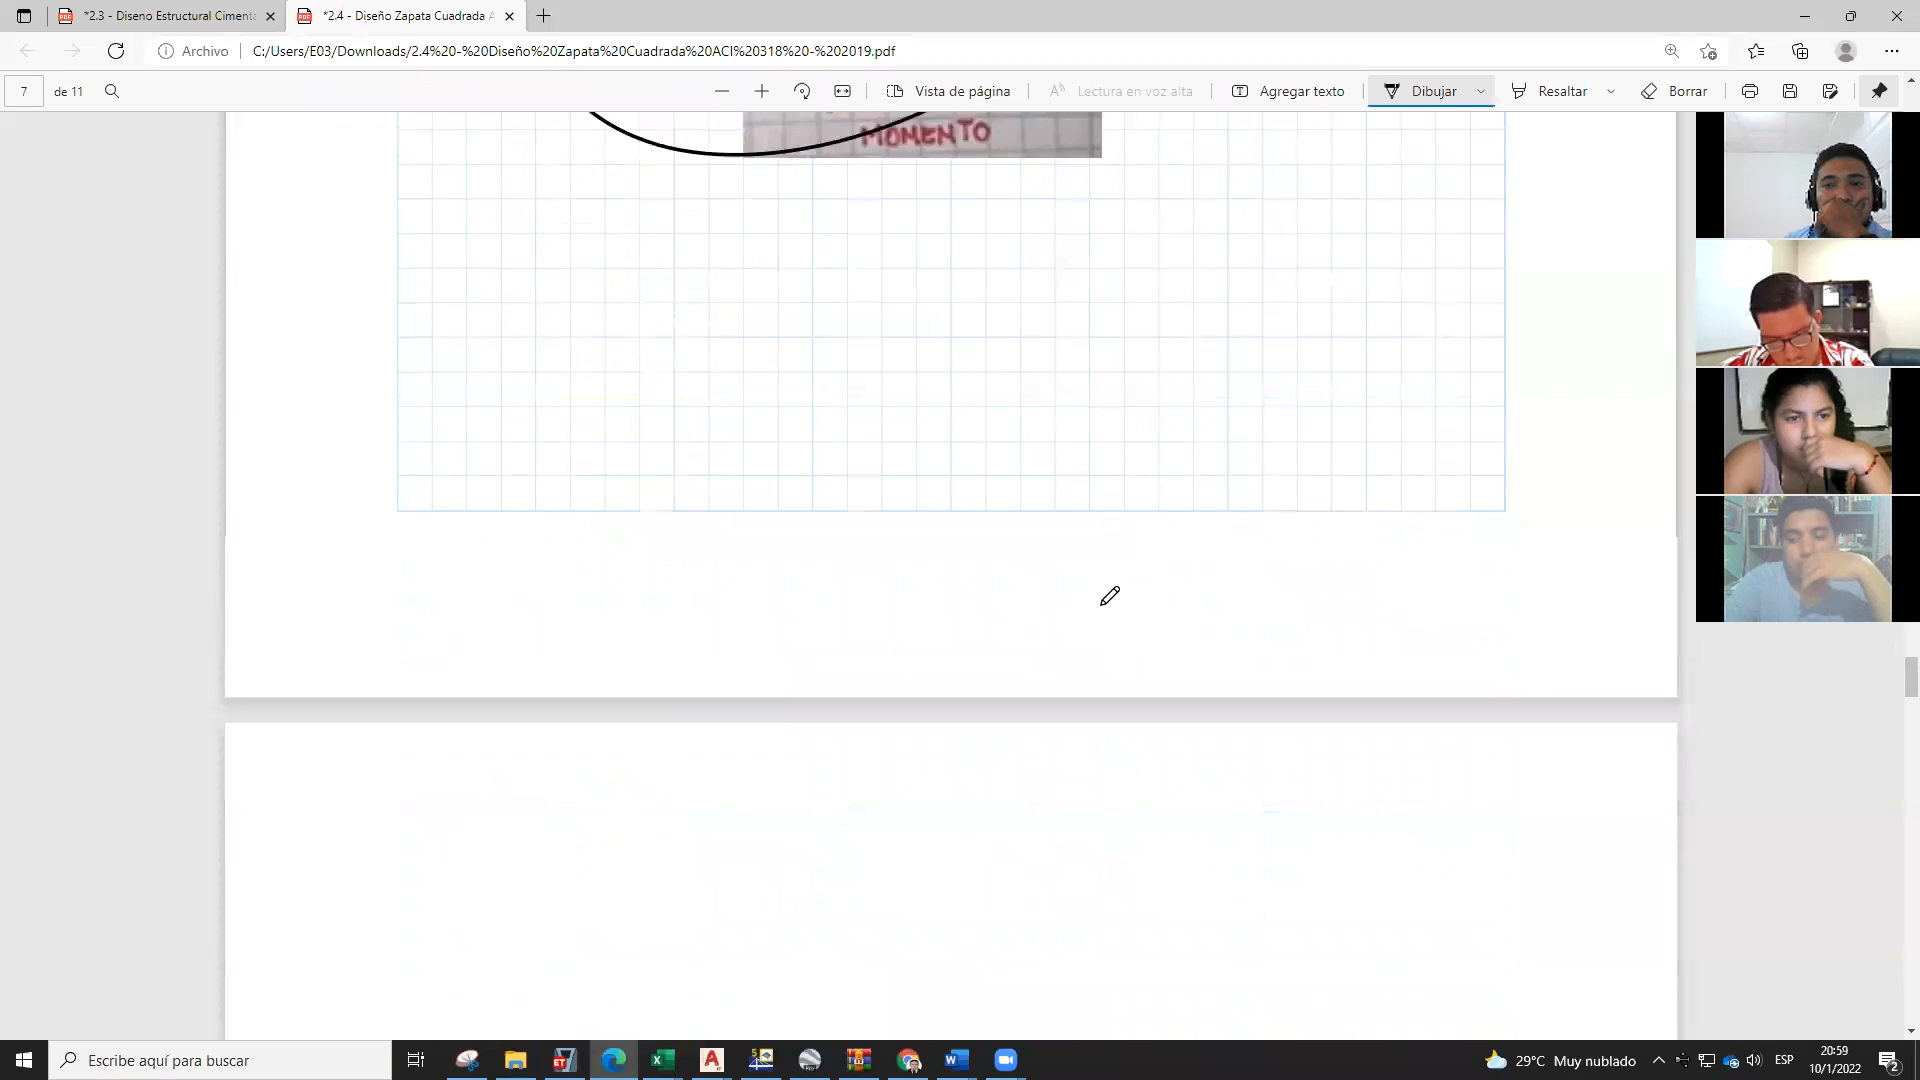 *2.3 - Diseno Estructural Ciment
*2.4 - Diseño Zapata Cuadrada A
Archivo
C:/Users/E03/Downloads/2.4%20-%20Diseño%20Zapata%20Cuadrada%20ACI%20318%20-%202019.pdf
7
de 11
Vista de página
Lectura en voz alta
Agregar texto
Dibujar
Resaltar
Borrar
MOMENTO
Escribe aquí para buscar
29°C Muy nublado
ESP
20:59
10/1/2022
2